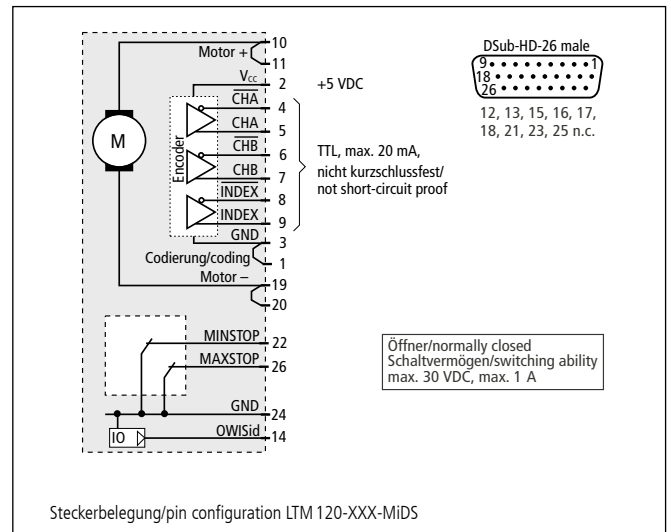 Motor + 10
11
Vcc 2 +5 VDC
CHA 4
CHA 5
CHB 6
CHB 7
INDEX 8
INDEX 9
GND 3
Codierung/coding 1
Motor – 19
20
M
Encoder
TTL, max. 20 mA,
nicht kurzschlussfest/
not short-circuit proof
DSub-HD-26 male
9 1
18
26
12, 13, 15, 16, 17,
18, 21, 23, 25 n.c.
MINSTOP 22
MAXSTOP 26
GND 24
IO OWISid 14
Öffner/normally closed
Schaltvermögen/switching ability
max. 30 VDC, max. 1 A
Steckerbelegung/pin configuration LTM 120-XXX-MiDS